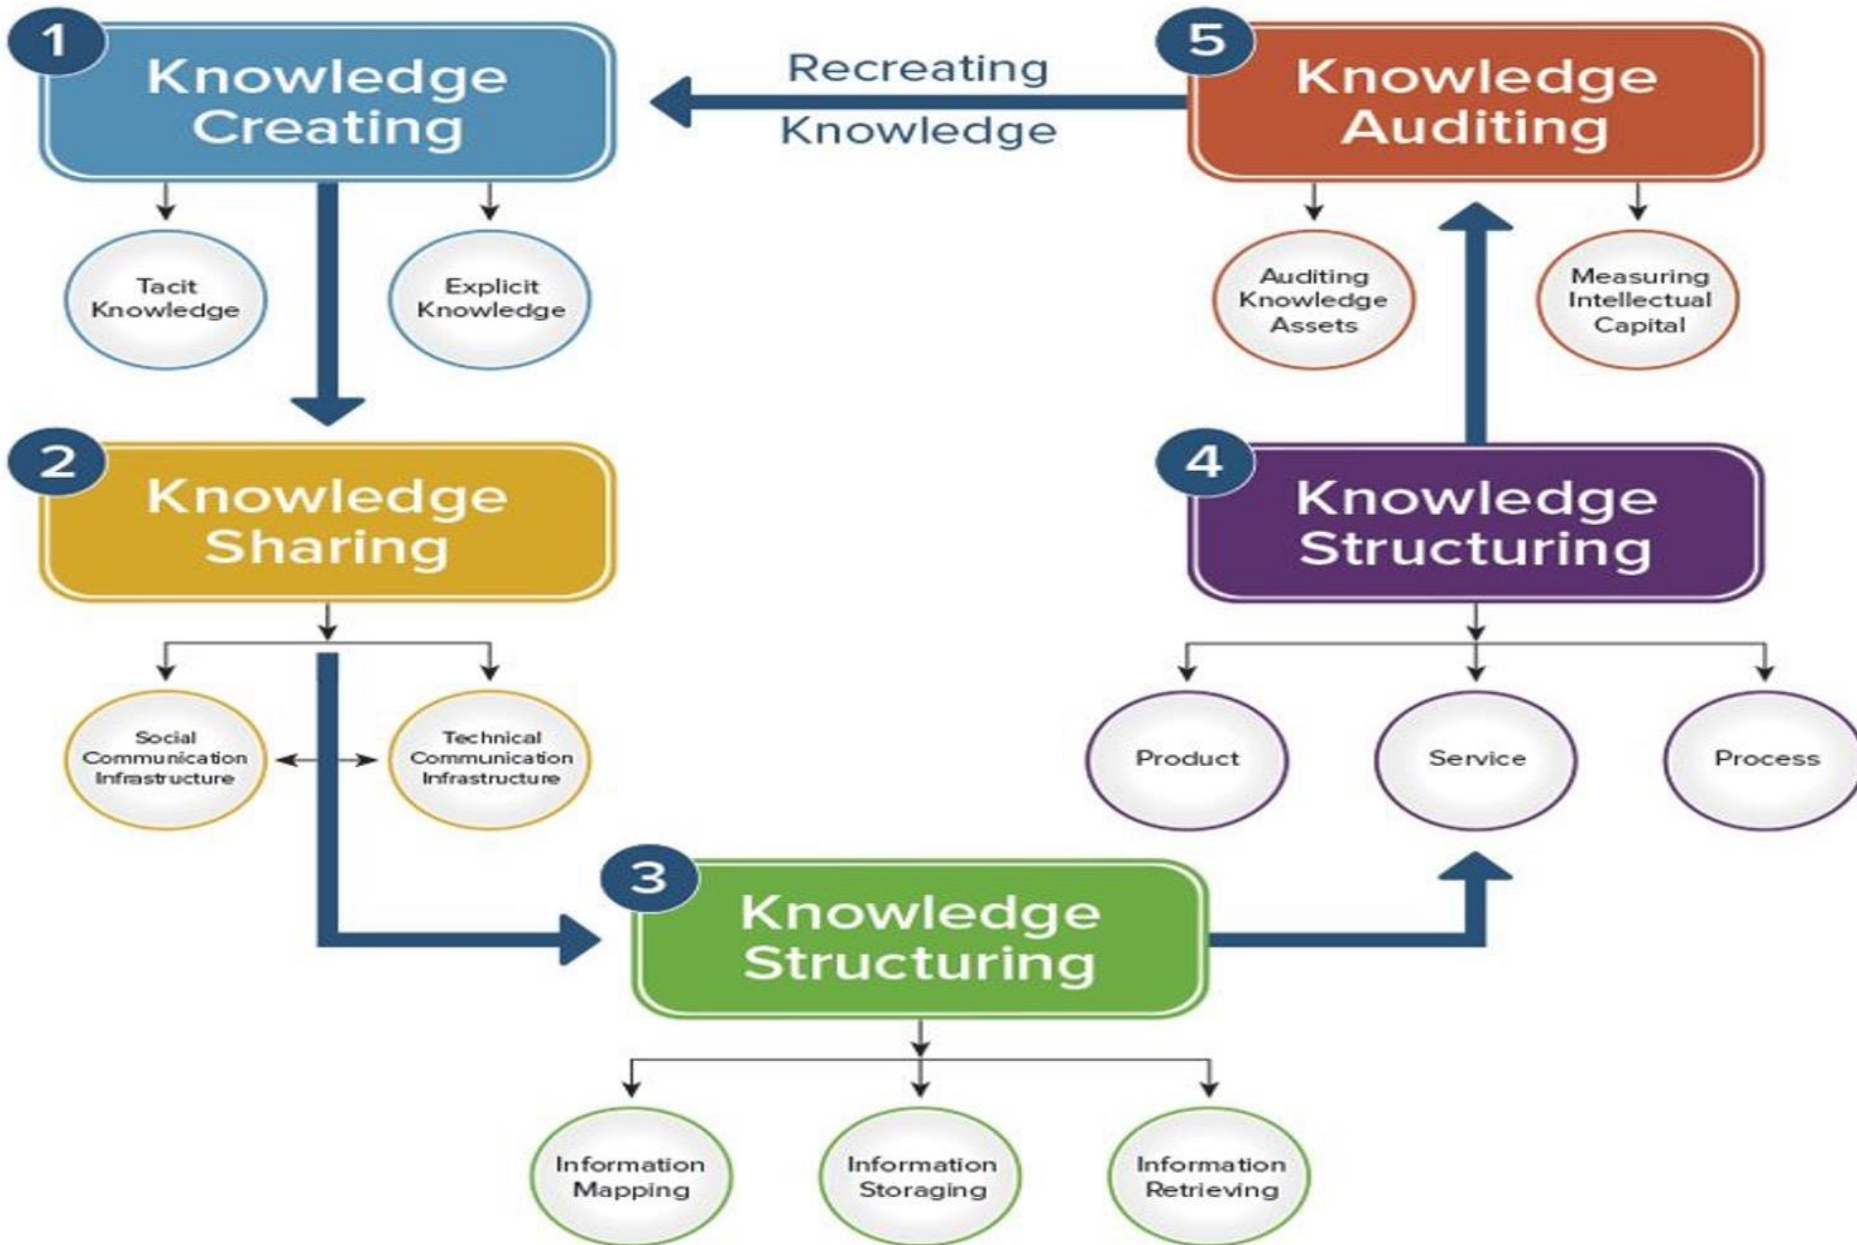 1
Knowledge
Creating
Tacit
Knowledge
Explicit
Knowledge
2
Knowledge
Sharing
Social
Communication
Infrastructure
Technical
Communication
Infrastructure
3
Knowledge
Structuring
Information
Mapping
Information
Storaging
Information
Retrieving
4
Knowledge
Structuring
Product
Service
Process
5
Knowledge
Auditing
Auditing
Knowledge
Assets
Measuring
Intellectual
Capital
Recreating
Knowledge